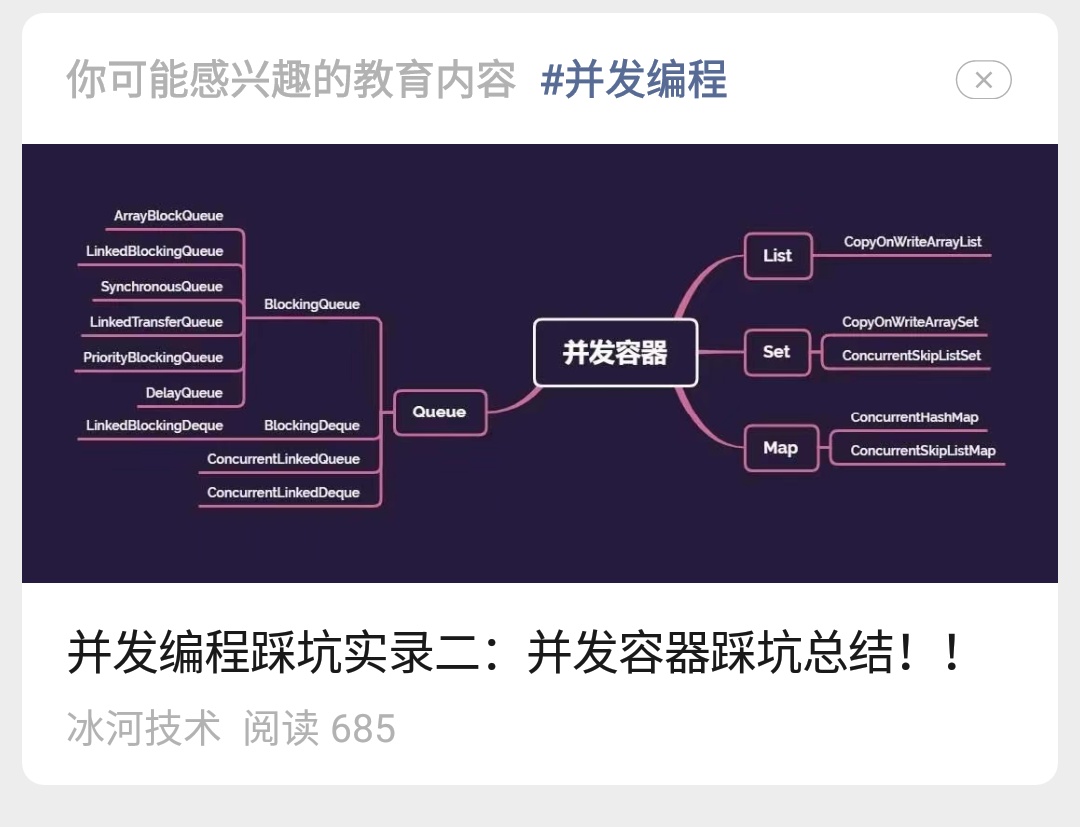 你可能感兴趣的教育内容 #并发编程
ArrayBlockQueue
LinkedBlockingQueue
SynchronousQueue
LinkedTransferQueue
PriorityBlockingQueue
DelayQueue
BlockingQueue
LinkedBlockingDeque
BlockingDeque
ConcurrentLinkedQueue
ConcurrentLinkedDeque
Queue
并发容器
List
CopyOnWriteArrayList
Set
CopyOnWriteArraySet
ConcurrentSkipListSet
Map
ConcurrentHashMap
ConcurrentSkipListMap
并发编程踩坑实录二：并发容器踩坑总结！！
冰河技术 阅读 685